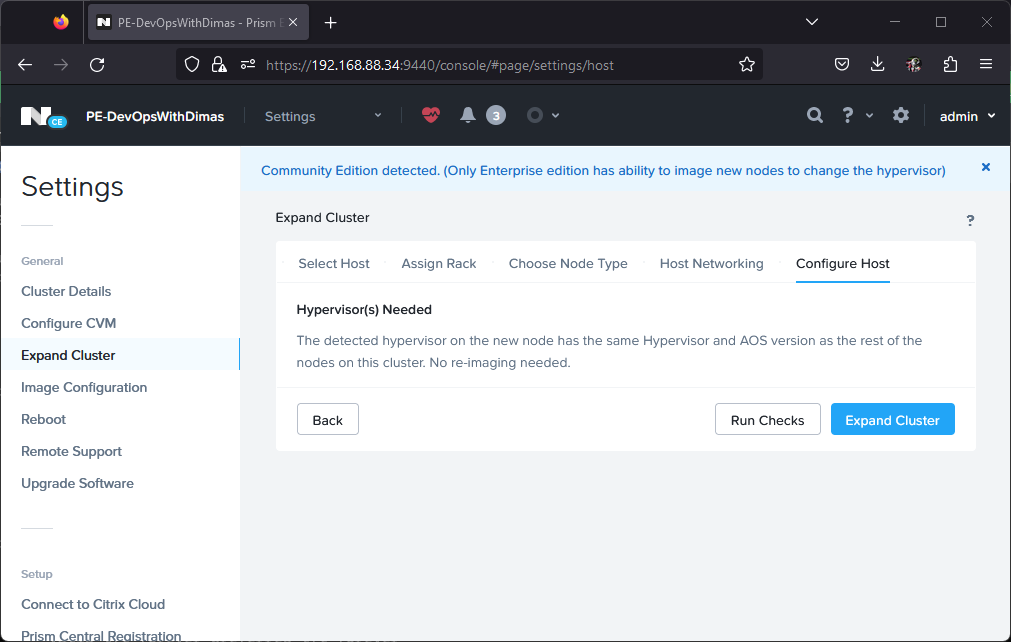 PE-DevOpsWithDimas - Prism E
https://192.168.88.34:9440/console/#page/settings/host
N CE PE-DevOpsWithDimas Settings 3 ? admin
Settings
General
Cluster Details
Configure CVM
Expand Cluster
Image Configuration
Reboot
Remote Support
Upgrade Software
Setup
Connect to Citrix Cloud
Prism Central Registration
Community Edition detected. (Only Enterprise edition has ability to image new nodes to change the hypervisor)
Expand Cluster
?
Select Host Assign Rack Choose Node Type Host Networking Configure Host
Hypervisor(s) Needed
The detected hypervisor on the new node has the same Hypervisor and AOS version as the rest of the
nodes on this cluster. No re-imaging needed.
Back Run Checks Expand Cluster